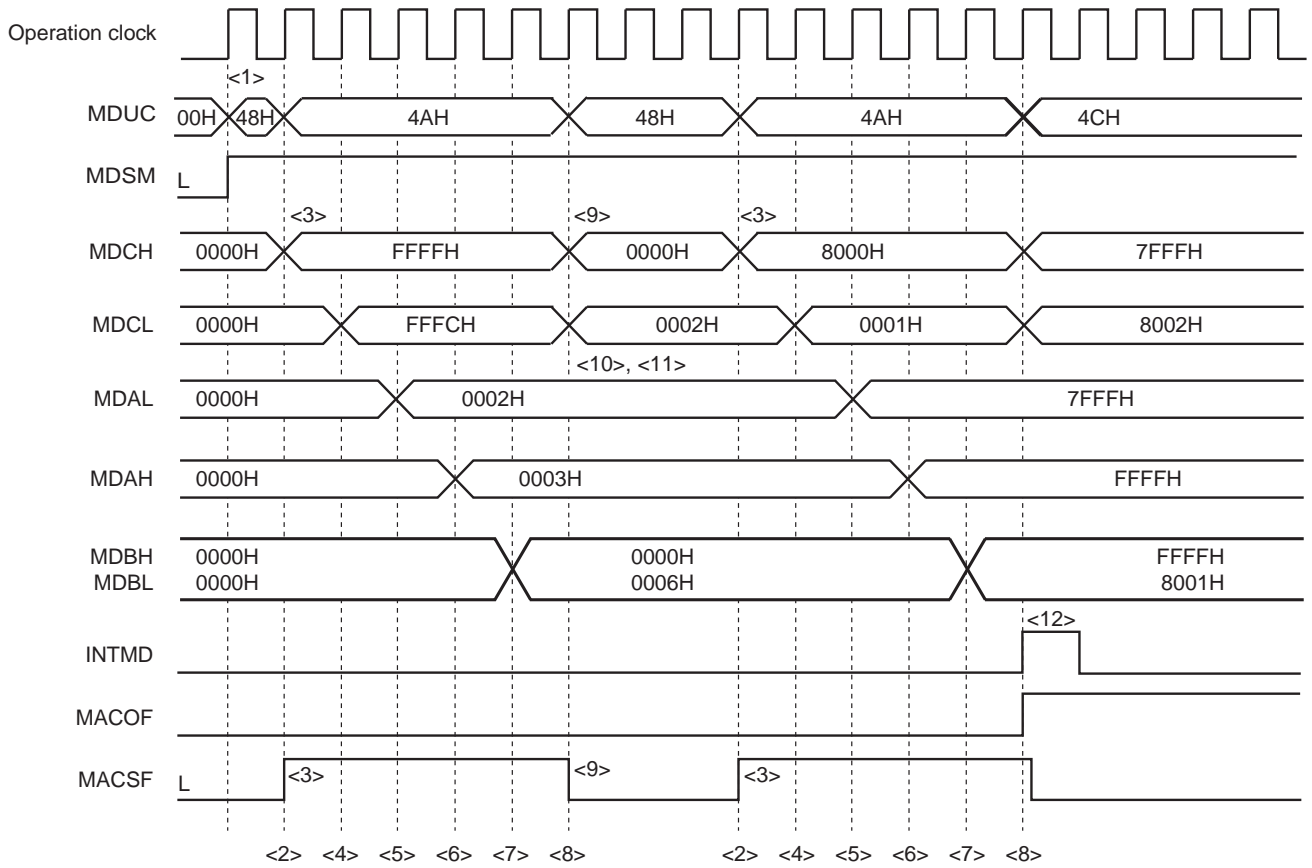 Operation clock
<1>
MDUC 00H 48H 4AH 48H 4AH 4CH
MDSM L
<3> <9> <3>
MDCH 0000H FFFFH 0000H 8000H 7FFFH
MDCL 0000H FFFCH 0002H 0001H 8002H
<10>, <11>
MDAL 0000H 0002H 7FFFH
MDAH 0000H 0003H FFFFH
MDBH 0000H 0000H FFFFH
MDBL 0000H 0006H 8001H
<12>
INTMD
MACOF
MACSF L <3> <9> <3>
<2> <4> <5> <6> <7> <8> <2> <4> <5> <6> <7> <8>